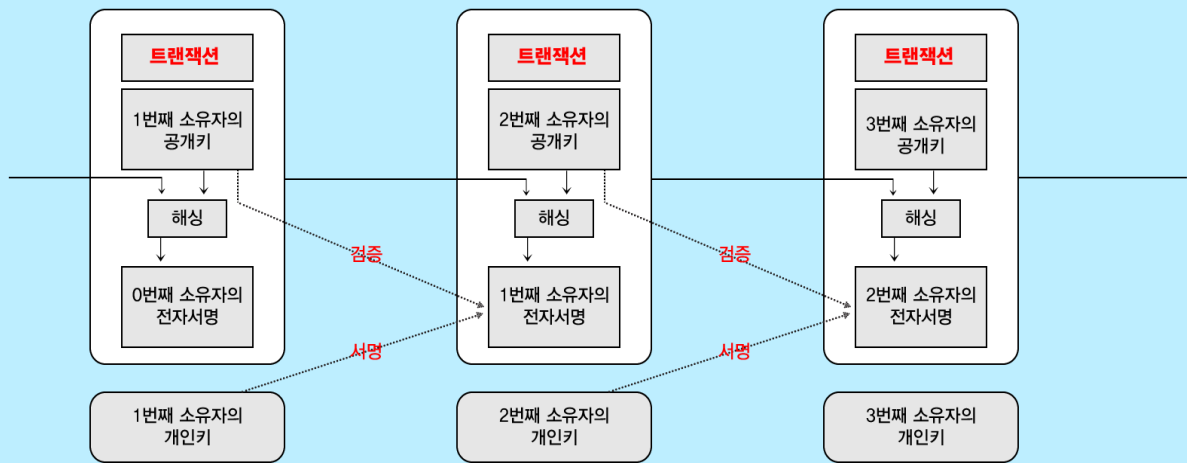 트랜잭션
1번째 소유자의
공개키
해싱
0번째 소유자의
전자서명
1번째 소유자의
개인키
검증
서명
트랜잭션
2번째 소유자의
공개키
해싱
1번째 소유자의
전자서명
2번째 소유자의
개인키
검증
서명
트랜잭션
3번째 소유자의
공개키
해싱
2번째 소유자의
전자서명
3번째 소유자의
개인키